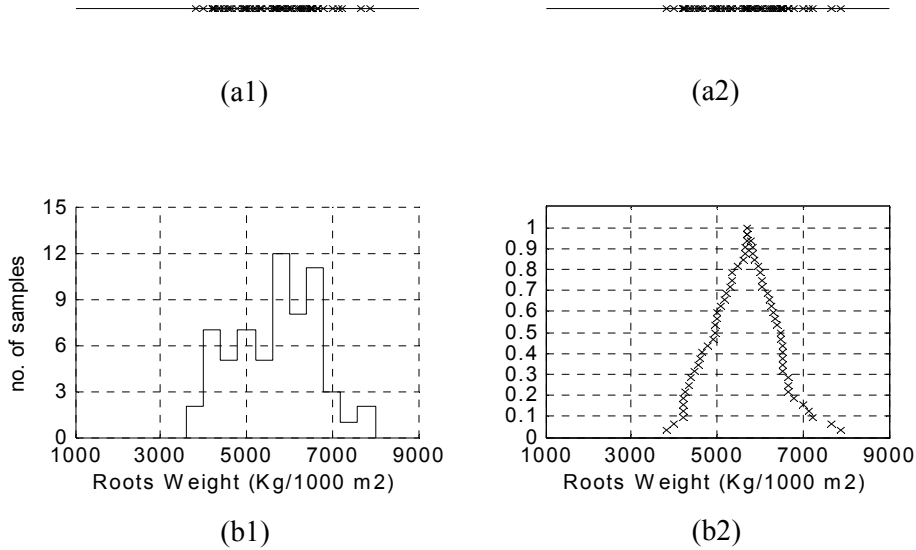 (a1)
(a2)
15
12
9
6
3
0
no. of samples
1000 3000 5000 7000 9000
Roots Weight (Kg/1000 m2)
(b1)
1
0.9
0.8
0.7
0.6
0.5
0.4
0.3
0.2
0.1
0
1000 3000 5000 7000 9000
Roots Weight (Kg/1000 m2)
(b2)